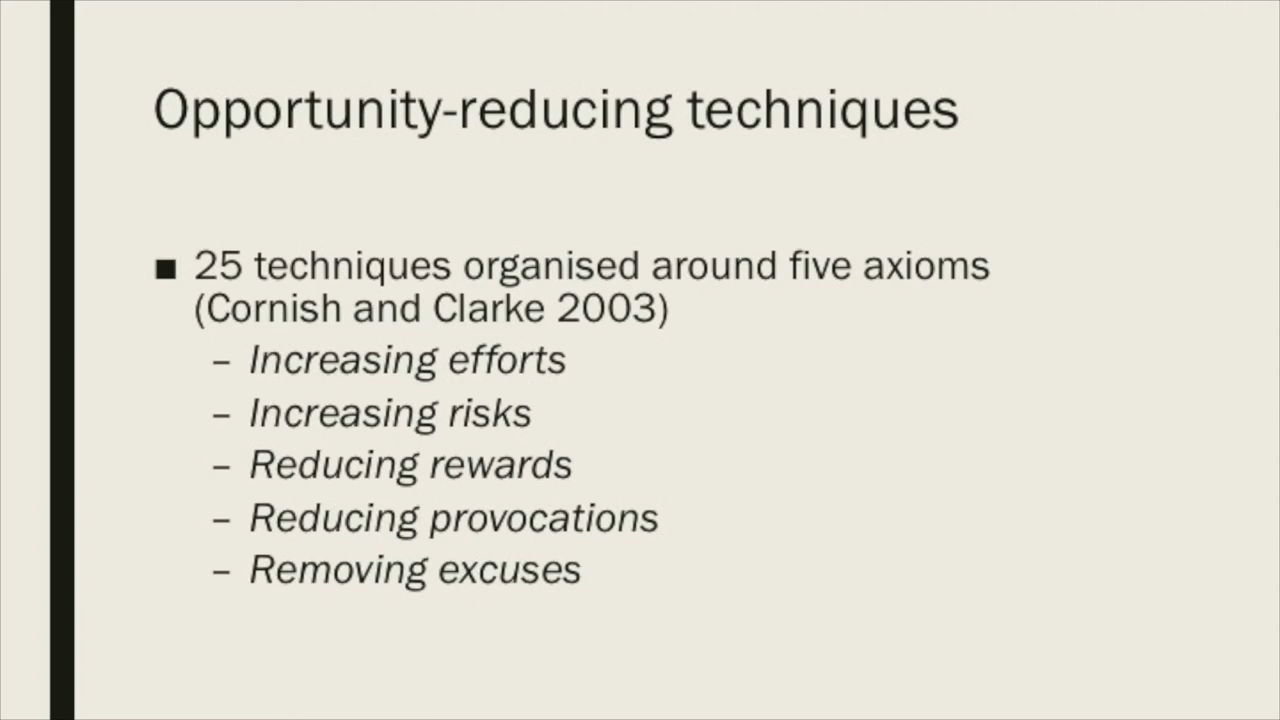 Opportunity-reducing techniques
■ 25 techniques organised around five axioms
(Cornish and Clarke 2003)
– Increasing efforts
– Increasing risks
– Reducing rewards
– Reducing provocations
– Removing excuses